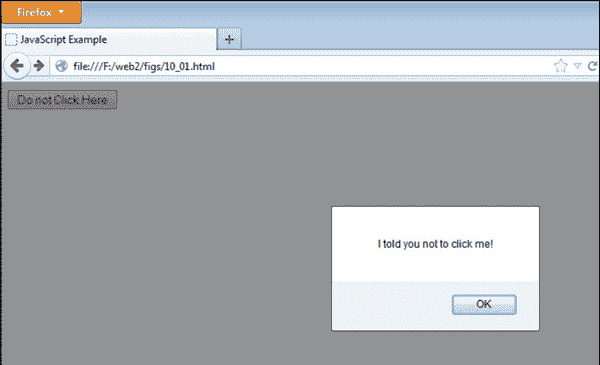 Firefox
JavaScript Example
file:///F:/web2/figs/10_01.html
Do not Click Here
I told you not to click me!
OK